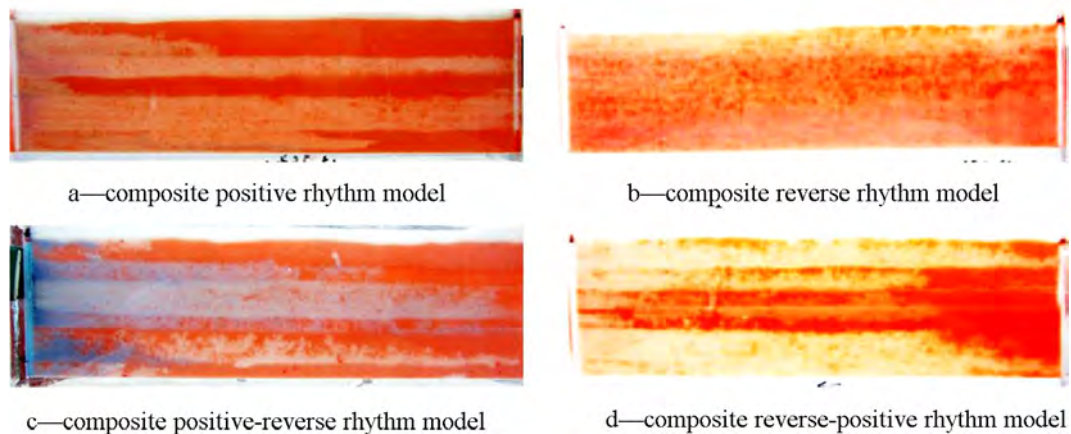 a—composite positive rhythm model
b—composite reverse rhythm model
c—composite positive-reverse rhythm model
d—composite reverse-positive rhythm model